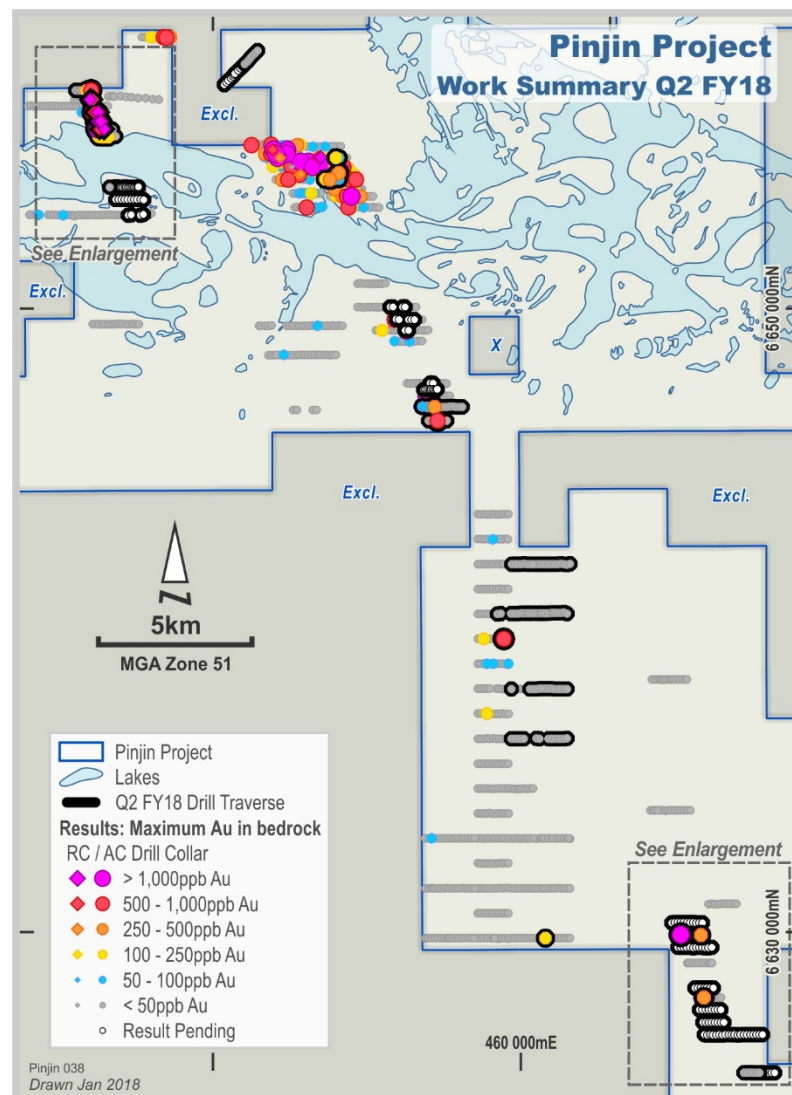 Pinjin Project
Work Summary Q2 FY18
Excl.
See Enlargement
Excl.
6'650 000mN
X
Excl.
Excl.
N
5km
MGA Zone 51
Pinjin Project
Lakes
Q2 FY18 Drill Traverse
Results: Maximum Au in bedrock
RC / AC Drill Collar
> 1,000ppb Au
500 - 1,000ppb Au
250 - 500ppb Au
100 - 250ppb Au
50 - 100ppb Au
< 50ppb Au
Result Pending
See Enlargement
6'630 000mN
460 000mE
Pinjin 038
Drawn Jan 2018